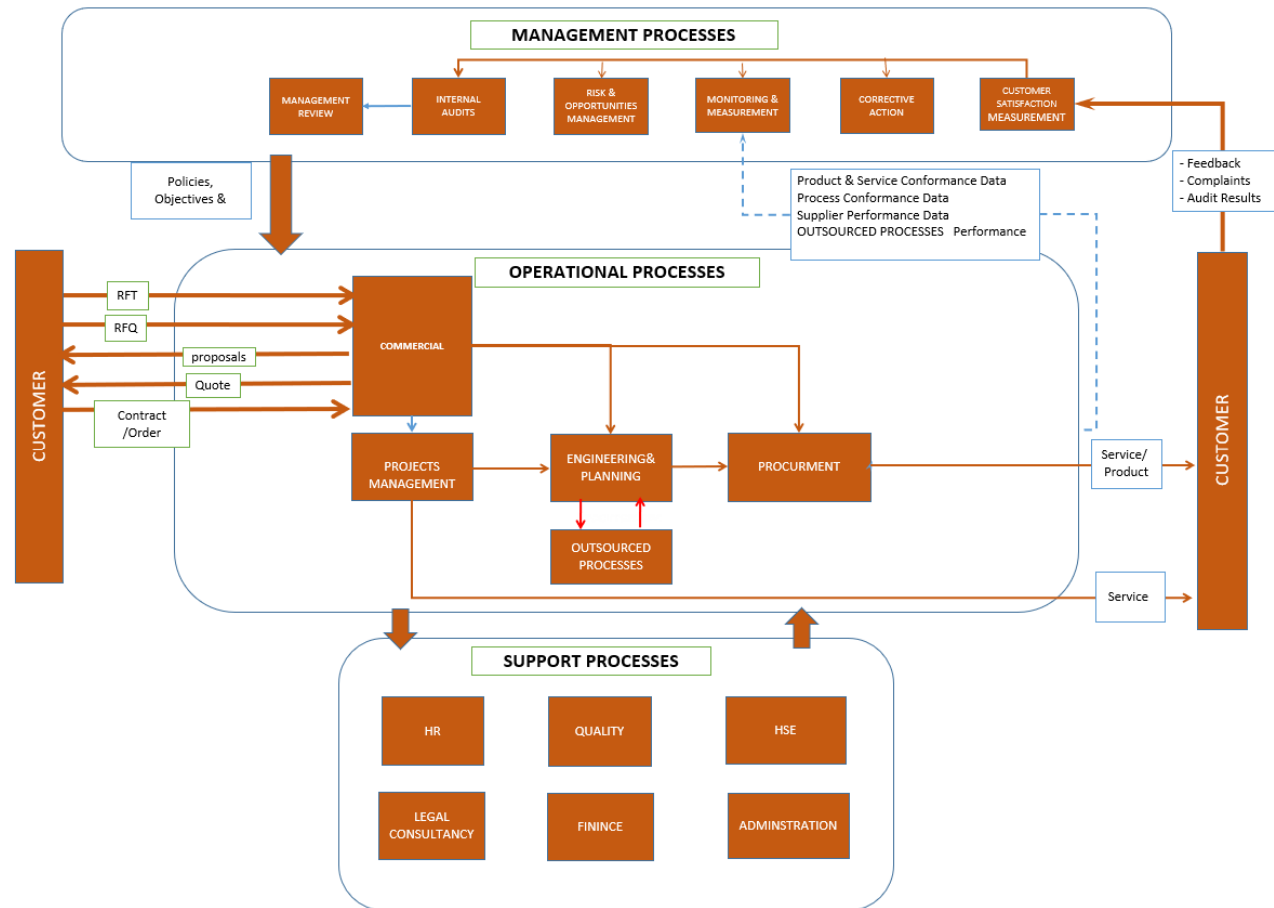 MANAGEMENT PROCESSES
MANAGEMENT
REVIEW
INTERNAL
AUDITS
RISK &
OPPORTUNITIES
MANAGEMENT
MONITORING &
MEASUREMENT
CORRECTIVE
ACTION
CUSTOMER
SATISFACTION
MEASUREMENT
Policies,
Objectives &
Product & Service Conformance Data
Process Conformance Data
Supplier Performance Data
OUTSOURCED PROCESSES Performance
- Feedback
- Complaints
- Audit Results
OPERATIONAL PROCESSES
CUSTOMER
RFT
RFQ
proposals
Quote
Contract
/Order
COMMERCIAL
PROJECTS
MANAGEMENT
ENGINEERING&
PLANNING
PROCURMENT
OUTSOURCED
PROCESSES
Service/
Product
Service
CUSTOMER
SUPPORT PROCESSES
HR
QUALITY
HSE
LEGAL
CONSULTANCY
FININCE
ADMINSTRATION